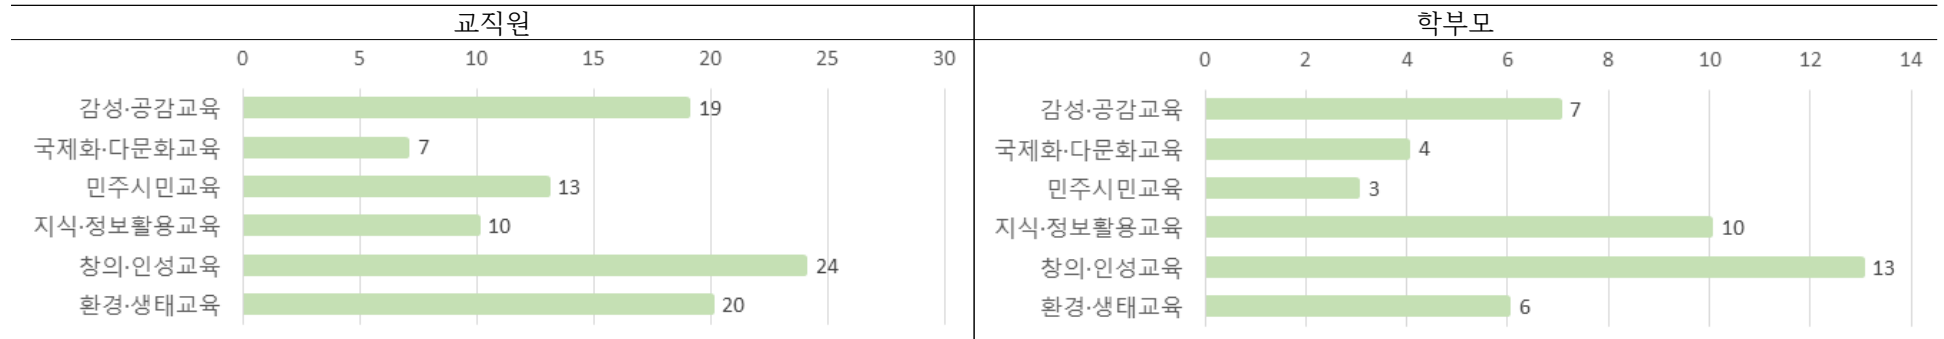 교직원
0 5 10 15 20 25 30
감성·공감교육 19
국제화·다문화교육 7
민주시민교육 13
지식·정보활용교육 10
창의·인성교육 24
환경·생태교육 20
학부모
0 2 4 6 8 10 12 14
감성·공감교육 7
국제화·다문화교육 4
민주시민교육 3
지식·정보활용교육 10
창의·인성교육 13
환경·생태교육 6